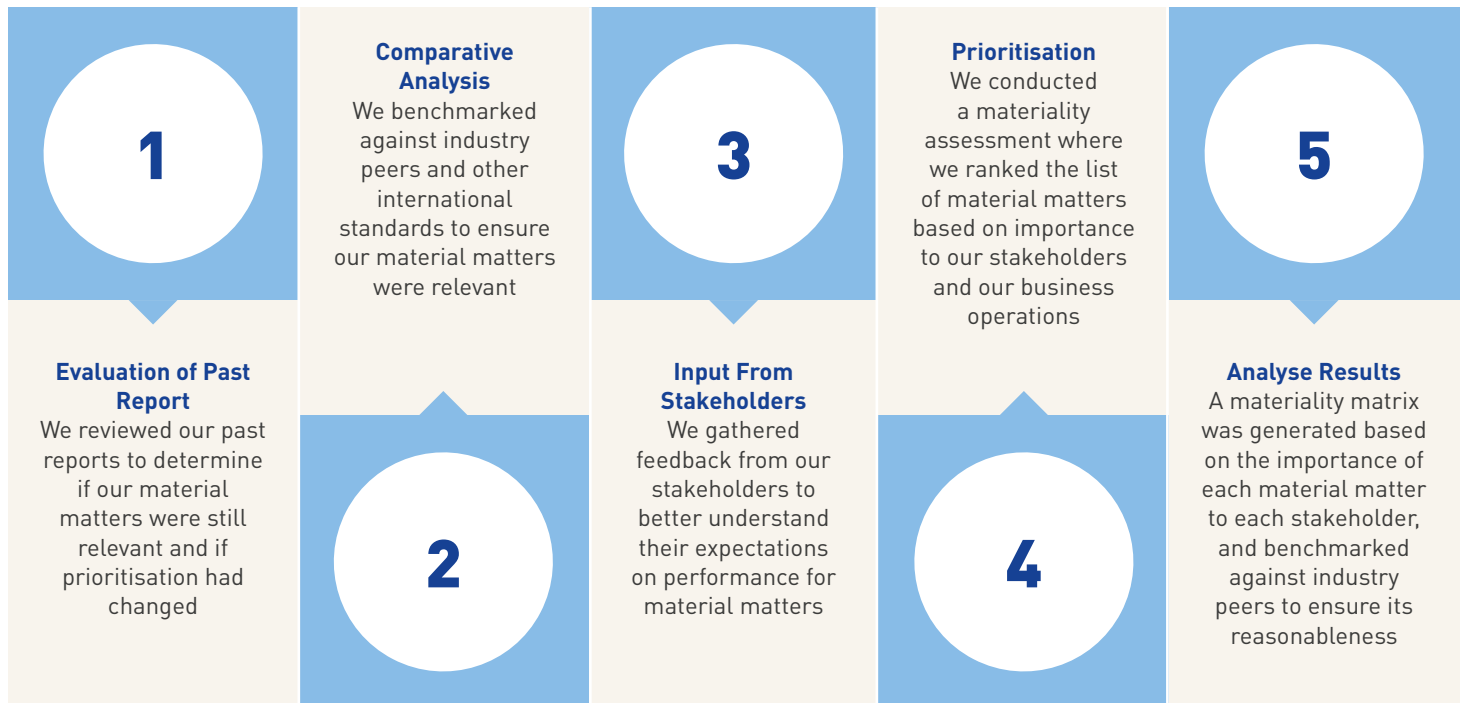 1
Evaluation of Past
Report
We reviewed our past
reports to determine
if our material
matters were still
relevant and if
prioritisation had
changed
Comparative
Analysis
We benchmarked
against industry
peers and other
international
standards to ensure
our material matters
were relevant
2
3
Input From
Stakeholders
We gathered
feedback from our
stakeholders to
better understand
their expectations
on performance for
material matters
Prioritisation
We conducted
a materiality
assessment where
we ranked the list
of material matters
based on importance
to our stakeholders
and our business
operations
4
5
Analyse Results
A materiality matrix
was generated based
on the importance of
each material matter
to each stakeholder,
and benchmarked
against industry
peers to ensure its
reasonableness